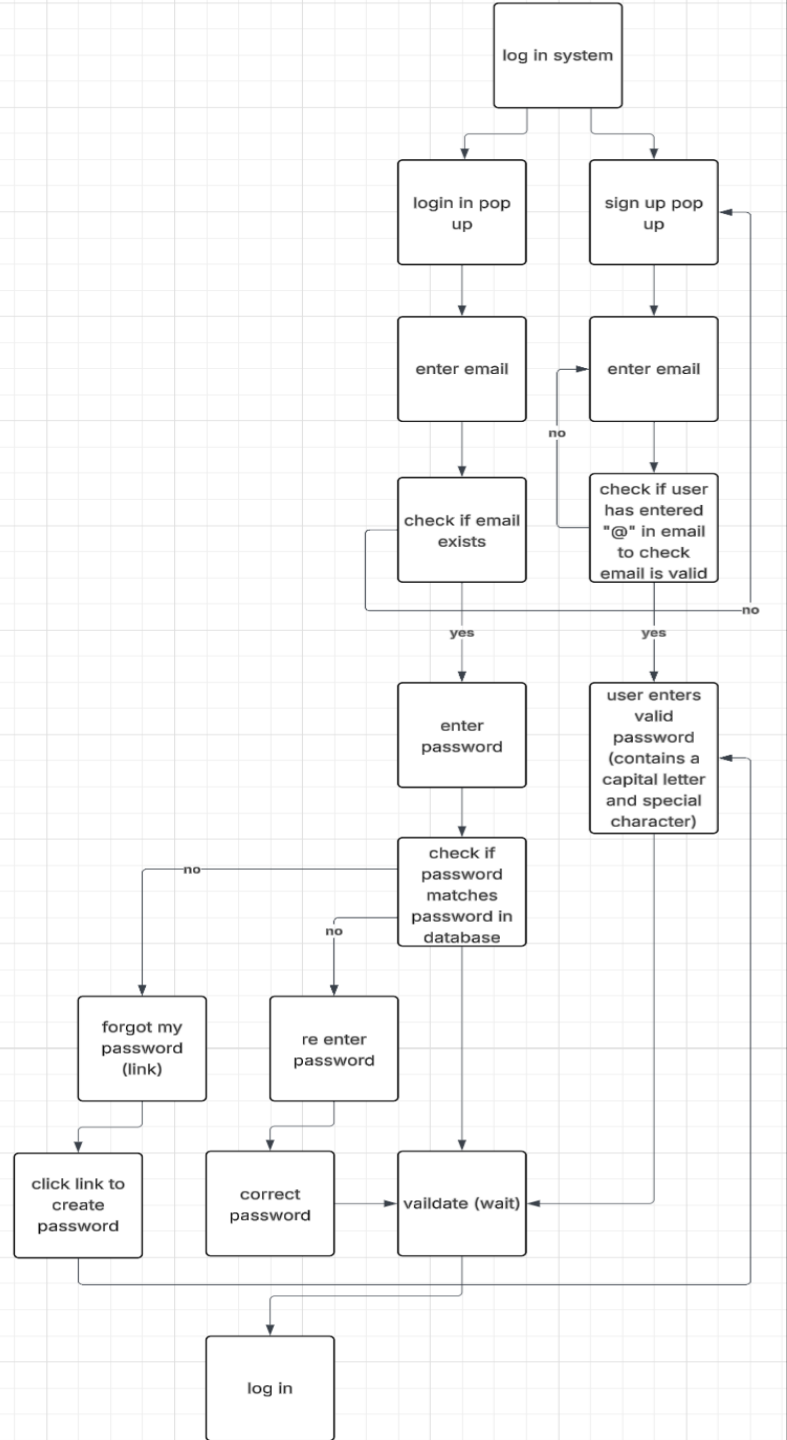 log in system
login in pop
up
sign up pop
up
enter email
enter email
no
check if email
exists
check if user
has entered
"@" in email
to check
email is valid
no
yes
yes
enter
password
user enters
valid
password
(contains a
capital letter
and special
character)
check if
password
matches
password in
database
no
no
forgot my
password
(link)
re enter
password
click link to
create
password
correct
password
vaildate (wait)
log in